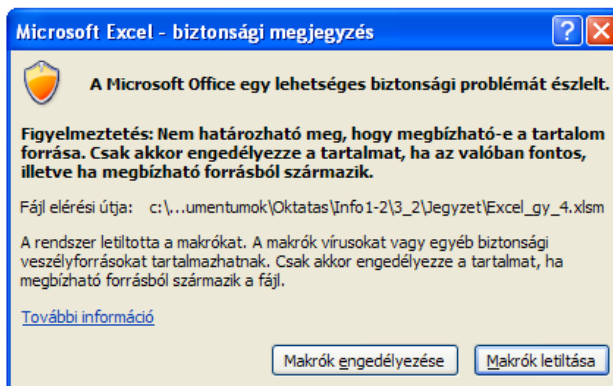 Microsoft Excel - biztonsági megjegyzés
A Microsoft Office egy lehetséges biztonsági problémát észlelt.
Figyelmeztetés: Nem határozható meg, hogy megbízható-e a tartalom
forrása. Csak akkor engedélyezze a tartalmat, ha az valóban fontos,
illetve ha megbízható forrásból származik.
Fájl elérési útja: c:\...umentumok\Oktatas\Info1-2\3_2\Jegyzet\Excel_gy_4.xlsm
A rendszer letiltotta a makrókat. A makrók vírusokat vagy egyéb biztonsági
veszélyforrásokat tartalmazhatnak. Csak akkor engedélyezze a tartalmat, ha
megbízható forrásból származik a fájl.
További információ
Makrók engedélyezése Makrók letiltása